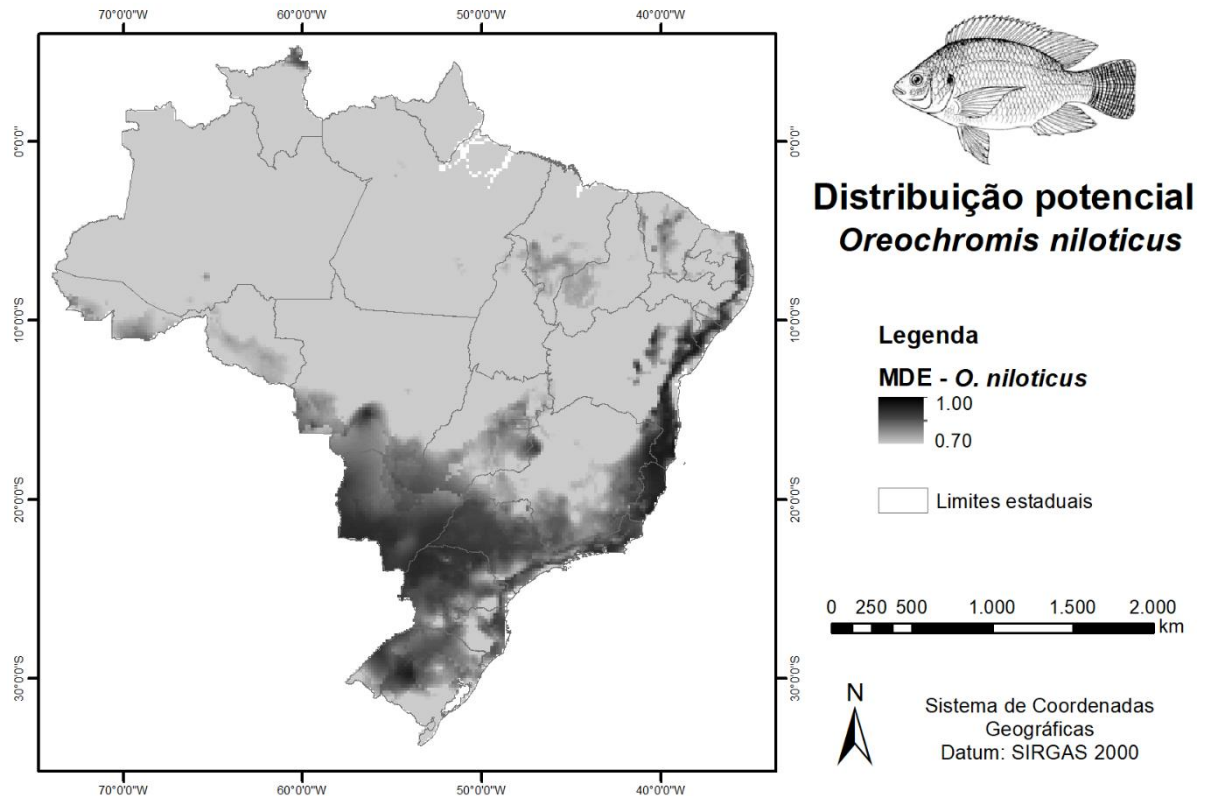 70°0'0"W 60°0'0"W 50°0'0"W 40°0'0"W
0°0'0"
10°0'0"S
20°0'0"S
30°0'0"S
0°0'0"
10°0'0"S
20°0'0"S
30°0'0"S
70°0'0"W 60°0'0"W 50°0'0"W 40°0'0"W
Distribuição potencial
Oreochromis niloticus
Legenda
MDE - O. niloticus
1.00
0.70
Limites estaduais
0 250 500 1.000 1.500 2.000
km
N
Sistema de Coordenadas
Geográficas
Datum: SIRGAS 2000